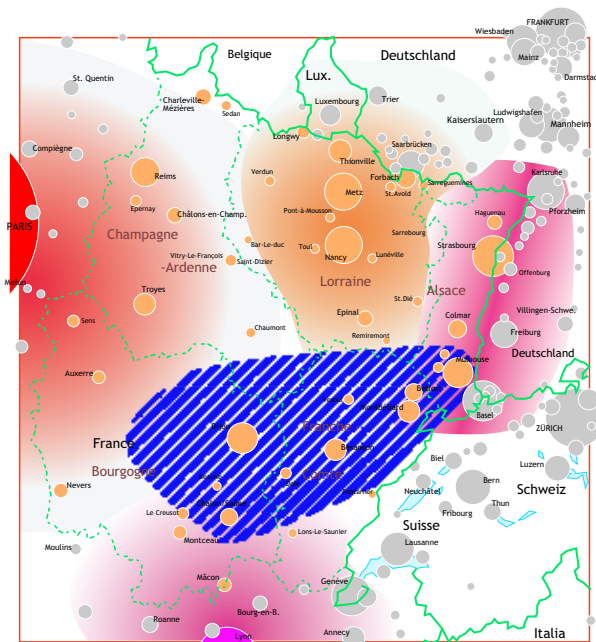 FRANKFURT
Wiesbaden
Belgique
Deutschland
Mainz
Lux.
Darmstad
St. Quentin
Charleville-
Mézières
Sedan
Luxembourg
Trier
Ludwigshafen
Kaiserslautern
Mannheim
Longwy
Saarbrücken
Compiègne
Thionville
Forbach
Karlsruhe
Reims
Verdun
Sarreguemines
Metz
St.Avold
Epernay
Châlons-en-Champ.
Pont-à-Mousson
Haguenau
Pforzheim
PARIS
Champagne
Sarrebourg
Bar-Le-duc
Toul
Strasbourg
Vitry-Le-François
Nancy
Lunéville
Saint-Dizier
-Ardenne
Offenburg
Melun
Lorraine
Alsace
Troyes
St.Dié
Epinal
Colmar
Villingen-Schwe.
Sens
Chaumont
Remiremont
Freiburg
Deutschland
Mulhouse
Auxerre
Belfort
Montbéliard
Basel
Dijon
Franche
ZÜRICH
France
Besançon
Biel
Luzern
Bourgogne
Comté
Bern
Nevers
Dole
Pontarlier
Neuchâtel
Schweiz
Le Creusot
Fribourg
Thun
Suisse
Lons-Le-Saunier
Montceau
Lausanne
Moulins
Mâcon
Genève
Bourg-en-B.
Roanne
Lyon
Annecy
Italia